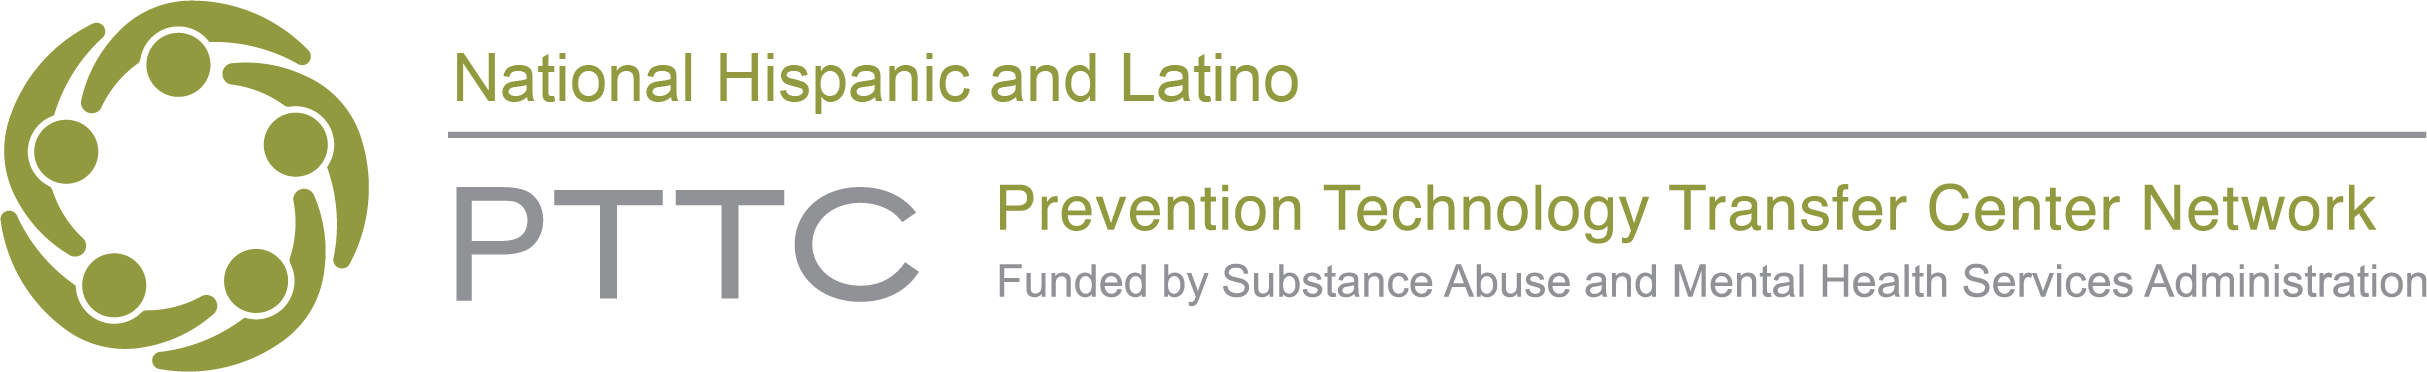 National Hispanic and Latino
PTTC
Prevention Technology Transfer Center Network
Funded by Substance Abuse and Mental Health Services Administration